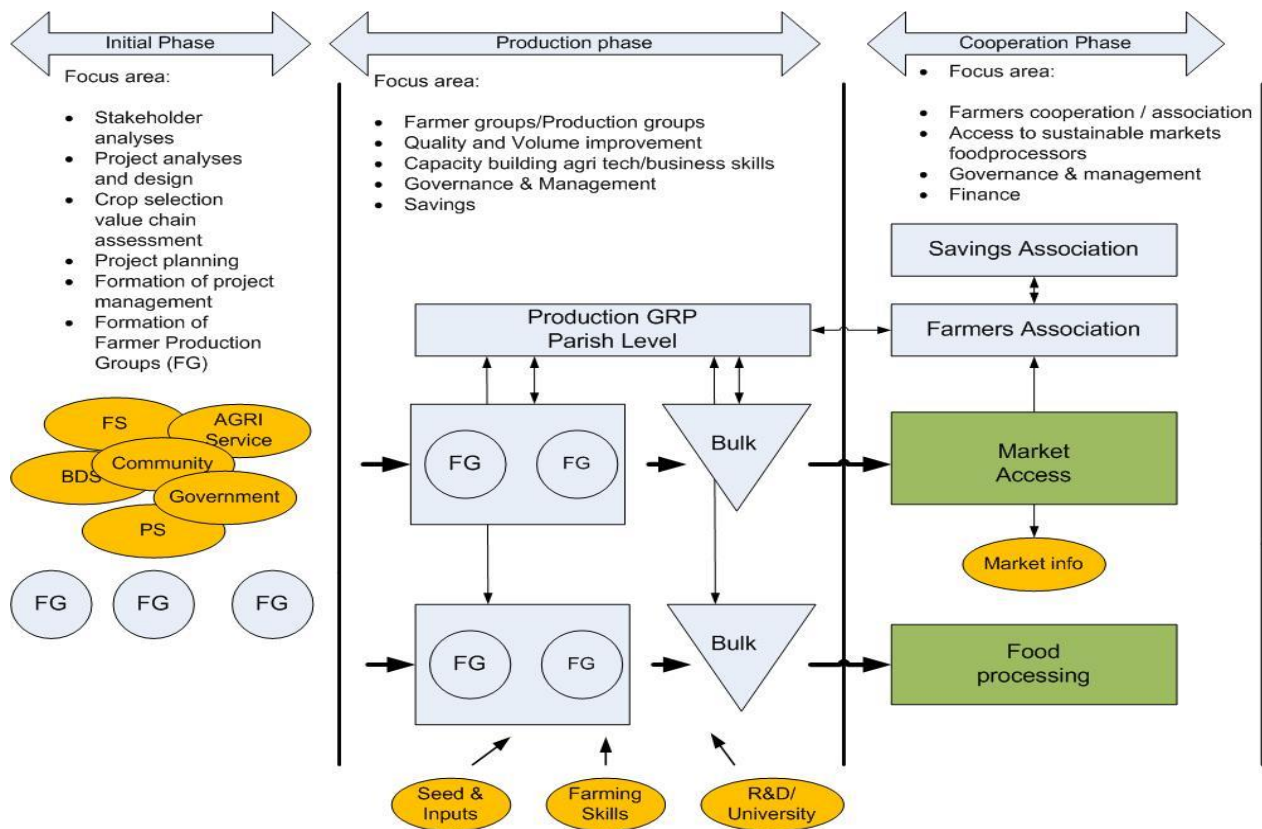 Initial Phase
Focus area:
• Stakeholder
analyses
• Project analyses
and design
• Crop selection
value chain
assessment
• Project planning
• Formation of project
management
• Formation of
Farmer Production
Groups (FG)
FS
AGRI
Service
Community
BDS
Government
PS
FG
FG
FG
Production phase
Focus area:
• Farmer groups/Production groups
• Quality and Volume improvement
• Capacity building agri tech/business skills
• Governance & Management
• Savings
Production GRP
Parish Level
FG
FG
Bulk
FG
FG
Bulk
Seed &
Inputs
Farming
Skills
R&D/
University
Cooperation Phase
• Focus area:
• Farmers cooperation / association
• Access to sustainable markets
foodprocessors
• Governance & management
• Finance
Savings Association
Farmers Association
Market
Access
Market info
Food
processing